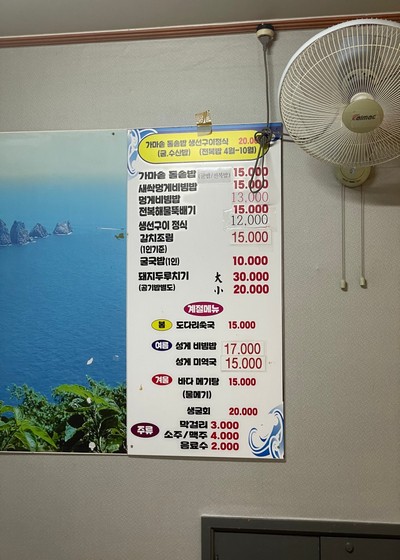 가마솥 돌솥밥 생선구이정식 20.0
(굴.수산밥) (전복밥 4월~10월)
가마솥 돌솥밥 15.000
새싹멍게비빔밥 15.000
멍게비빔밥 13,000
전복해물뚝배기 15.000
생선구이 정식 12,000
갈치조림 15.000
(1인기준)
굴국밥(1인) 10.000
돼지두루치기 大 30.000
(공기밥별도) 小 20.000
계절메뉴
봄 도다리쑥국 15.000
여름 성게 비빔밥 17,000
성게 미역국 15,000
겨울 바다 메기탕 15.000
(물메기)
생굴회 20.000
주류 막걸리 3.000
소주/맥주 4.000
음료수 2.000